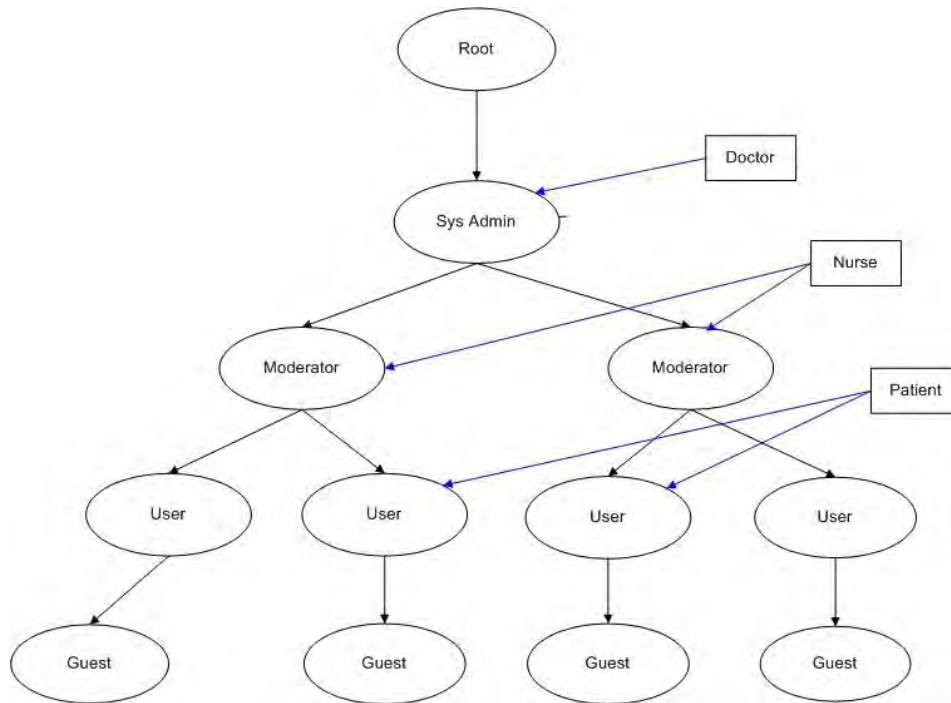 Root
Doctor
Sys Admin
Nurse
Moderator
Moderator
Patient
User
User
User
User
Guest
Guest
Guest
Guest